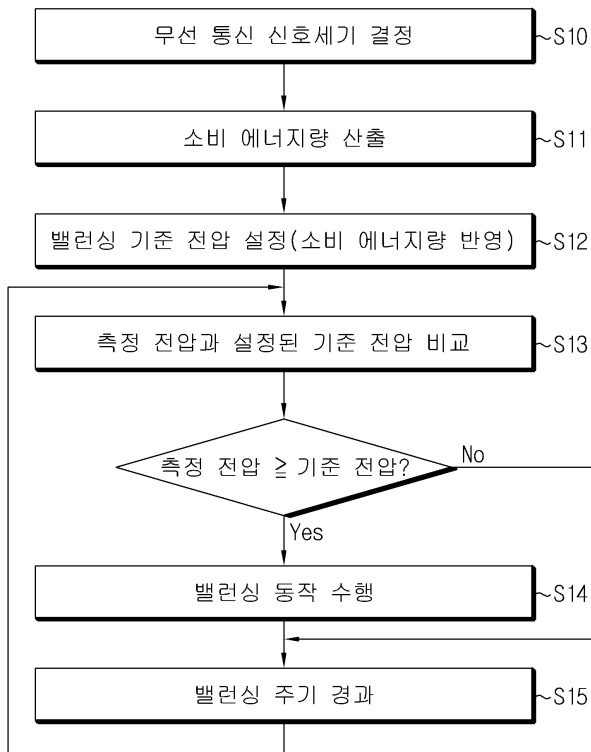 무선 통신 신호세기 결정 ~S10
소비 에너지량 산출 ~S11
밸런싱 기준 전압 설정(소비 에너지량 반영) ~S12
측정 전압과 설정된 기준 전압 비교 ~S13
측정 전압 ≧ 기준 전압?
No
Yes
밸런싱 동작 수행 ~S14
밸런싱 주기 경과 ~S15